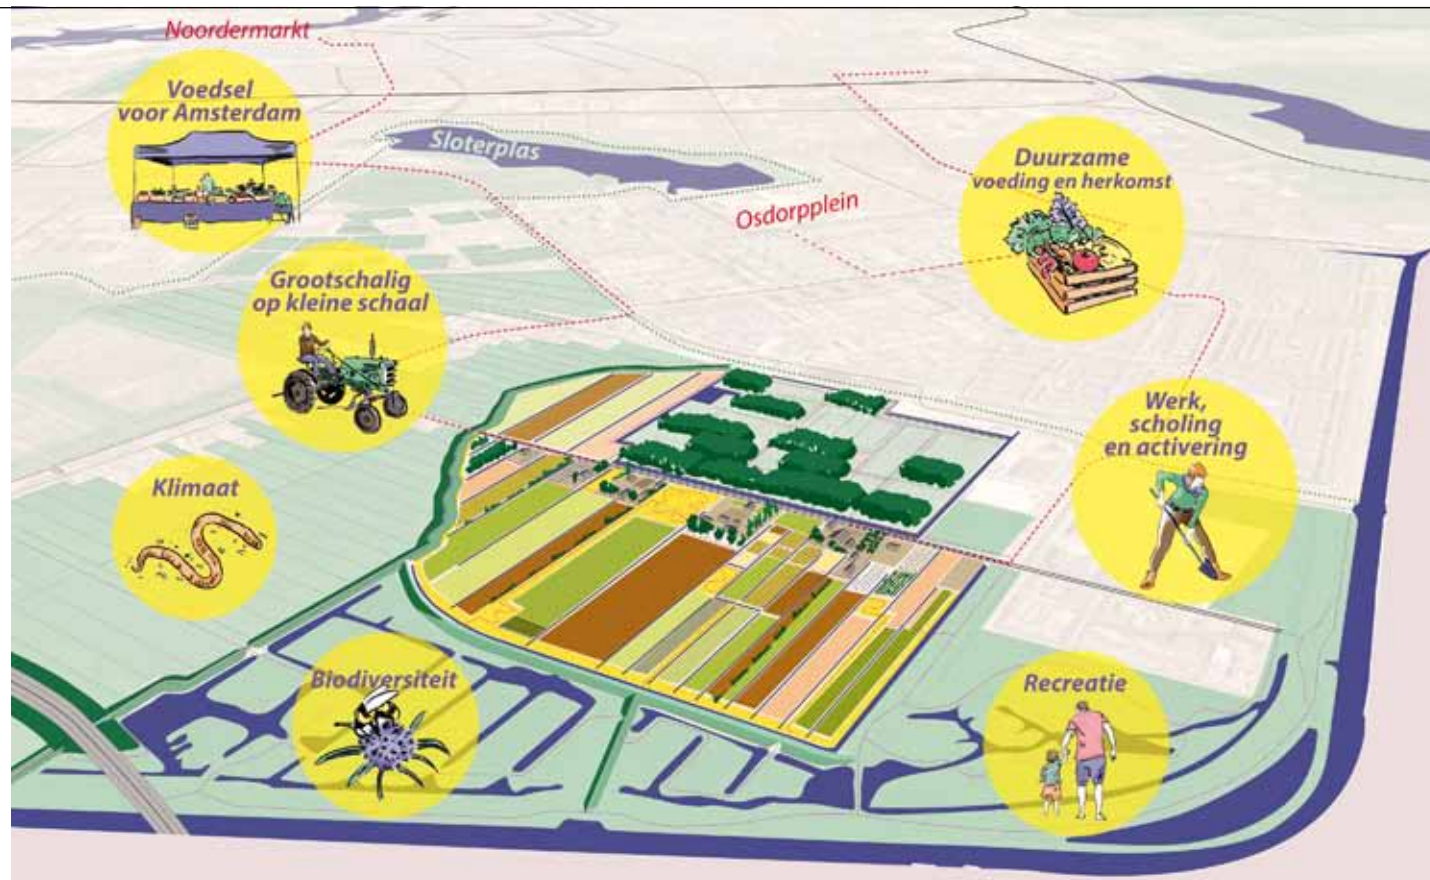 Noordermarkt
Voedsel
voor Amsterdam
Sloterplas
Duurzame
voeding en herkomst
Osdorpplein
Grootschalig
op kleine schaal
Werk,
scholing
en activering
Klimaat
Biodiversiteit
Recreatie